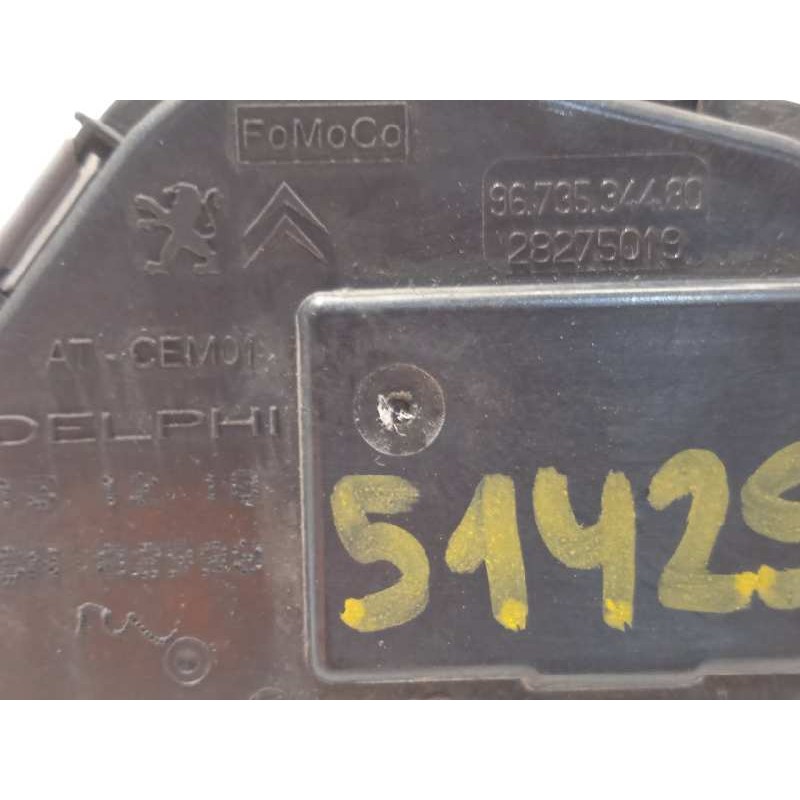 FoMoCo
96.735.344.80
28275019
AT - CEM01
DELPHI
5142